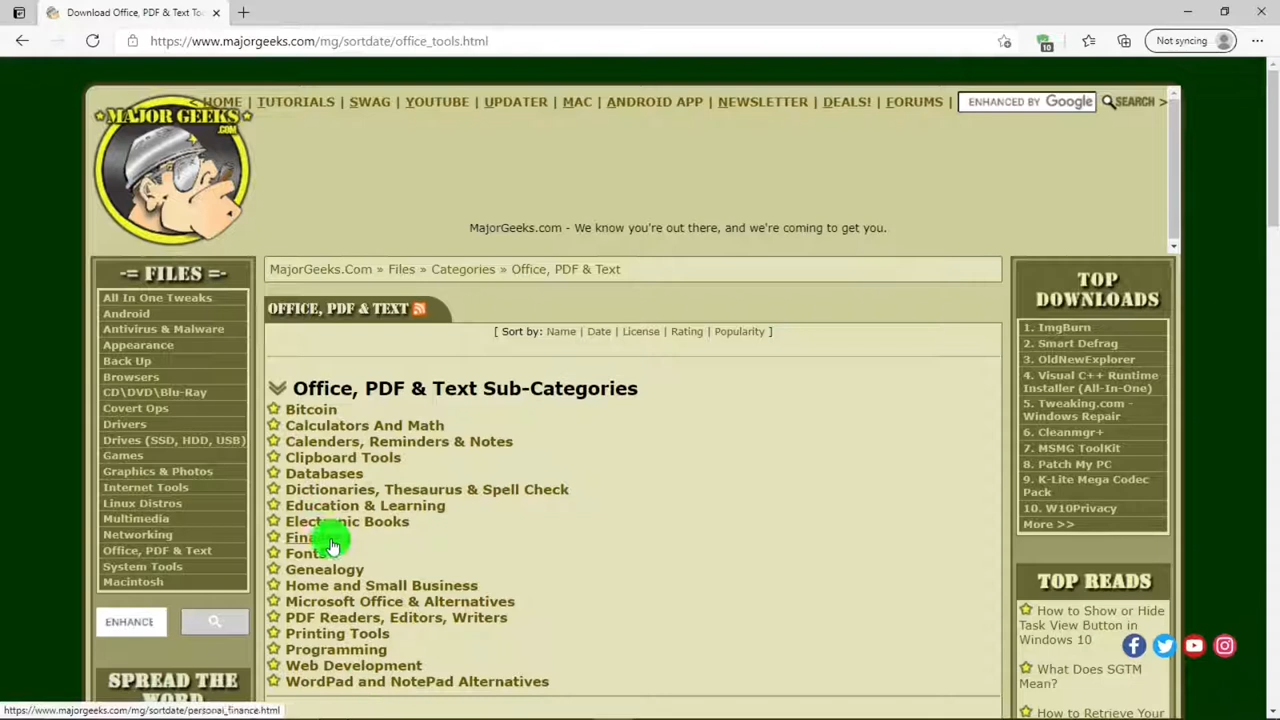 Download Office, PDF & Text To
https://www.majorgeeks.com/mg/sortdate/office_tools.html
10
Not syncing
MAJOR GEEKS
.COM
< HOME | TUTORIALS | SWAG | YOUTUBE | UPDATER | MAC | ANDROID APP | NEWSLETTER | DEALS! | FORUMS | ENHANCED BY Google SEARCH >
MajorGeeks.com - We know you're out there, and we're coming to get you.
-= FILES =-
All In One Tweaks
Android
Antivirus & Malware
Appearance
Back Up
Browsers
CD\DVD\Blu-Ray
Covert Ops
Drivers
Drives (SSD, HDD, USB)
Games
Graphics & Photos
Internet Tools
Linux Distros
Multimedia
Networking
Office, PDF & Text
System Tools
Macintosh
ENHANCE
SPREAD THE
WORD
MajorGeeks.Com » Files » Categories » Office, PDF & Text
OFFICE, PDF & TEXT
[ Sort by: Name | Date | License | Rating | Popularity ]
Office, PDF & Text Sub-Categories
Bitcoin
Calculators And Math
Calenders, Reminders & Notes
Clipboard Tools
Databases
Dictionaries, Thesaurus & Spell Check
Education & Learning
Electronic Books
Finance
Fonts
Genealogy
Home and Small Business
Microsoft Office & Alternatives
PDF Readers, Editors, Writers
Printing Tools
Programming
Web Development
WordPad and NotePad Alternatives
TOP
DOWNLOADS
1. ImgBurn
2. Smart Defrag
3. OldNewExplorer
4. Visual C++ Runtime
Installer (All-In-One)
5. Tweaking.com -
Windows Repair
6. Cleanmgr+
7. MSMG ToolKit
8. Patch My PC
9. K-Lite Mega Codec
Pack
10. W10Privacy
More >>
TOP READS
How to Show or Hide
Task View Button in
Windows 10
What Does SGTM
Mean?
How to Retrieve Your
https://www.majorgeeks.com/mg/sortdate/personal_finance.html